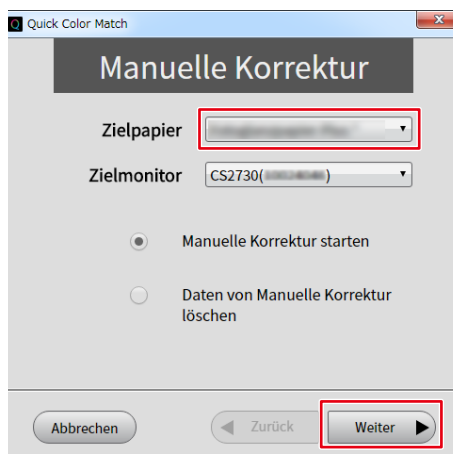 Quick Color Match
Manuelle Korrektur
Zielpapier
Zielmonitor CS2730( )
Manuelle Korrektur starten
Daten von Manuelle Korrektur
löschen
Abbrechen Zurück Weiter